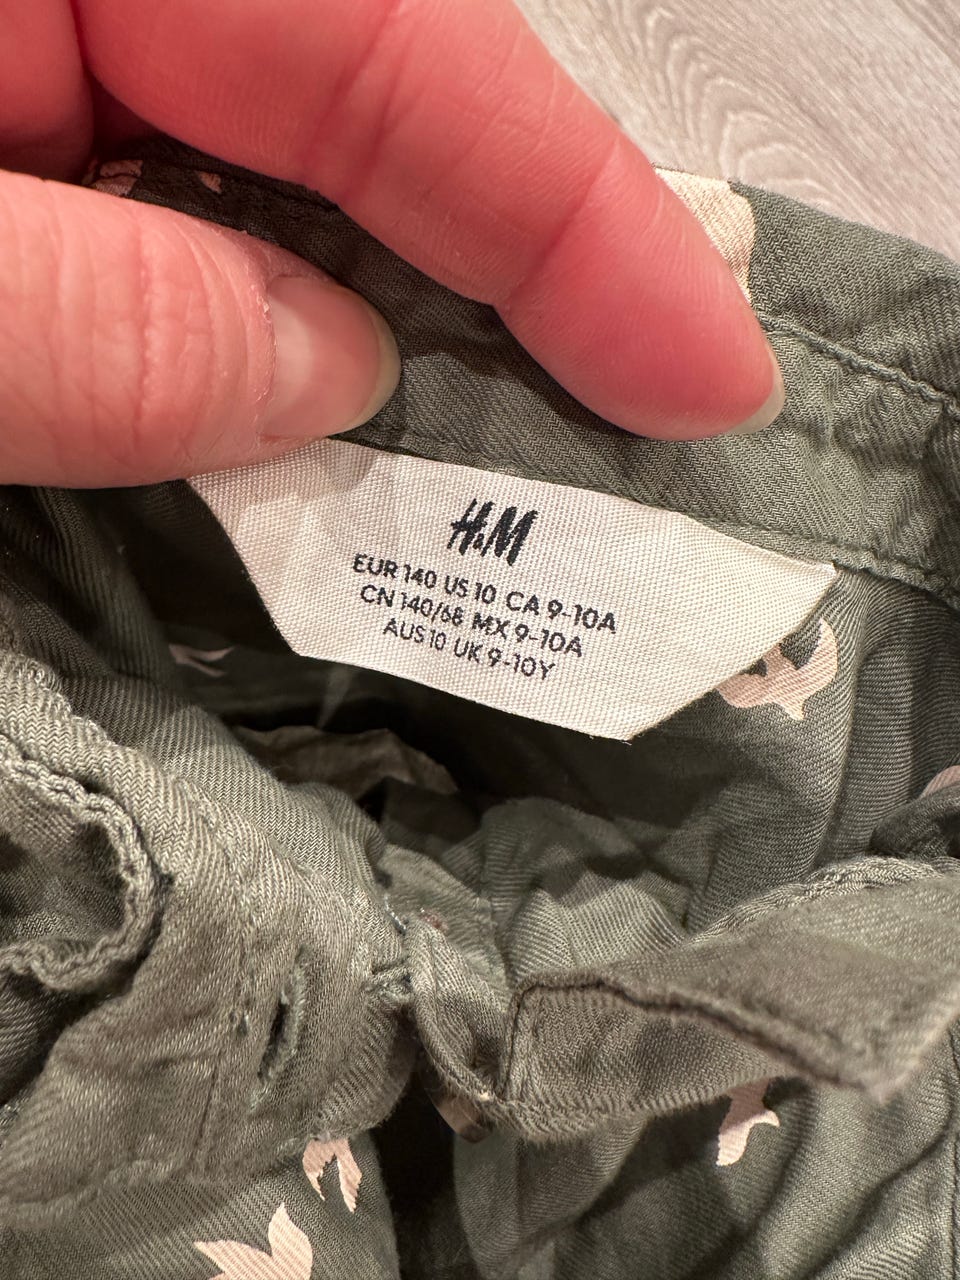 H&M
EUR 140 US 10 CA 9-10A
CN 140/68 MX 9-10A
AUS 10 UK 9-10Y